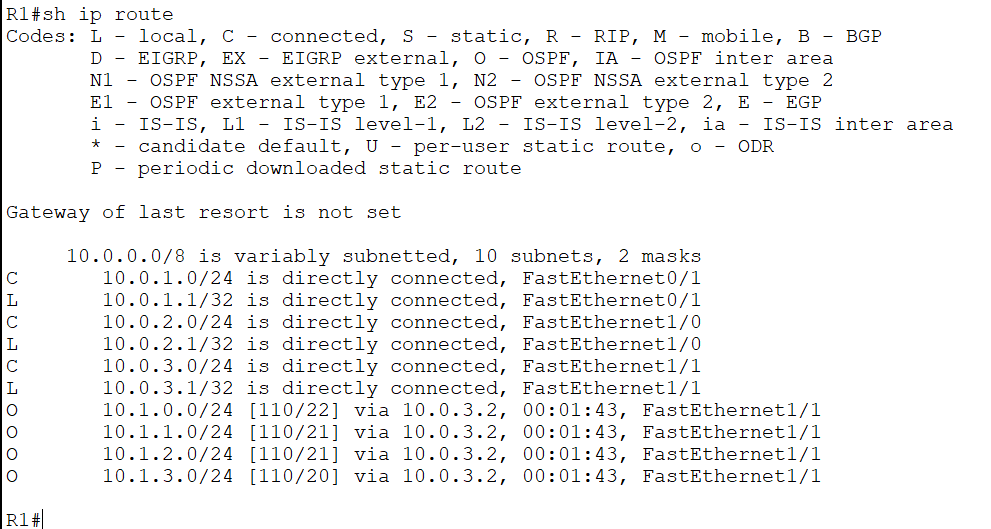 R1#sh ip route
Codes: L - local, C - connected, S - static, R - RIP, M - mobile, B - BGP
       D - EIGRP, EX - EIGRP external, O - OSPF, IA - OSPF inter area
       N1 - OSPF NSSA external type 1, N2 - OSPF NSSA external type 2
       E1 - OSPF external type 1, E2 - OSPF external type 2, E - EGP
       i - IS-IS, L1 - IS-IS level-1, L2 - IS-IS level-2, ia - IS-IS inter area
       * - candidate default, U - per-user static route, o - ODR
       P - periodic downloaded static route

Gateway of last resort is not set

     10.0.0.0/8 is variably subnetted, 10 subnets, 2 masks
C       10.0.1.0/24 is directly connected, FastEthernet0/1
L       10.0.1.1/32 is directly connected, FastEthernet0/1
C       10.0.2.0/24 is directly connected, FastEthernet1/0
L       10.0.2.1/32 is directly connected, FastEthernet1/0
C       10.0.3.0/24 is directly connected, FastEthernet1/1
L       10.0.3.1/32 is directly connected, FastEthernet1/1
O       10.1.0.0/24 [110/22] via 10.0.3.2, 00:01:43, FastEthernet1/1
O       10.1.1.0/24 [110/21] via 10.0.3.2, 00:01:43, FastEthernet1/1
O       10.1.2.0/24 [110/21] via 10.0.3.2, 00:01:43, FastEthernet1/1
O       10.1.3.0/24 [110/20] via 10.0.3.2, 00:01:43, FastEthernet1/1

R1#